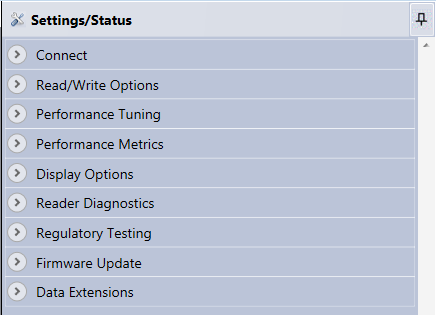 Settings/Status
Connect
Read/Write Options
Performance Tuning
Performance Metrics
Display Options
Reader Diagnostics
Regulatory Testing
Firmware Update
Data Extensions